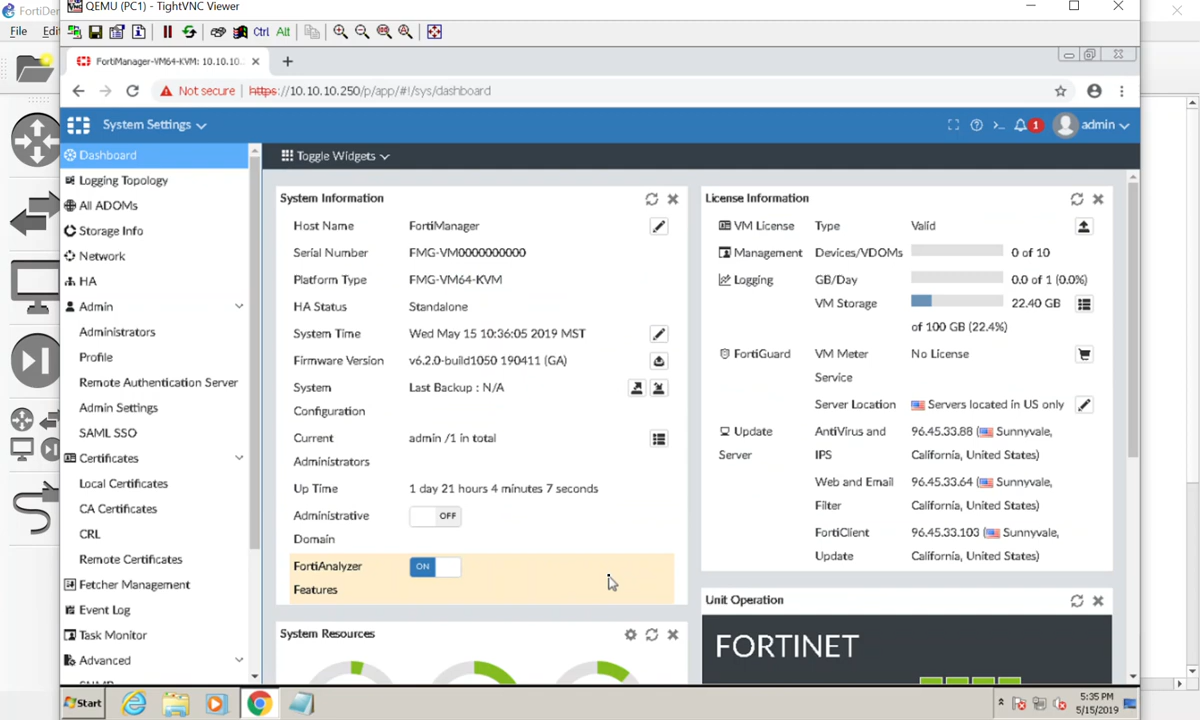 FortiDe
QEMU (PC1) - TightVNC Viewer
File Edi
Ctrl Alt
FortiManager-VM64-KVM: 10.10.10.
Not secure | https://10.10.10.250/p/app/#!/sys/dashboard
System Settings
1
admin
Dashboard
Logging Topology
All ADOMs
Storage Info
Network
HA
Admin
Administrators
Profile
Remote Authentication Server
Admin Settings
SAML SSO
Certificates
Local Certificates
CA Certificates
CRL
Remote Certificates
Fetcher Management
Event Log
Task Monitor
Advanced
Toggle Widgets
System Information
Host Name FortiManager
Serial Number FMG-VM0000000000
Platform Type FMG-VM64-KVM
HA Status Standalone
System Time Wed May 15 10:36:05 2019 MST
Firmware Version v6.2.0-build1050 190411 (GA)
System Last Backup : N/A
Configuration
Current admin /1 in total
Administrators
Up Time 1 day 21 hours 4 minutes 7 seconds
Administrative OFF
Domain
FortiAnalyzer ON
Features
System Resources
License Information
VM License Type Valid
Management Devices/VDOMs 0 of 10
Logging GB/Day 0.0 of 1 (0.0%)
VM Storage 22.40 GB
of 100 GB (22.4%)
FortiGuard VM Meter No License
Service
Server Location Servers located in US only
Update AntiVirus and 96.45.33.88 ( Sunnyvale,
Server IPS California, United States)
Web and Email 96.45.33.64 ( Sunnyvale,
Filter California, United States)
FortiClient 96.45.33.103 ( Sunnyvale,
Update California, United States)
Unit Operation
FORTINET
Start
5:35 PM
5/15/2019